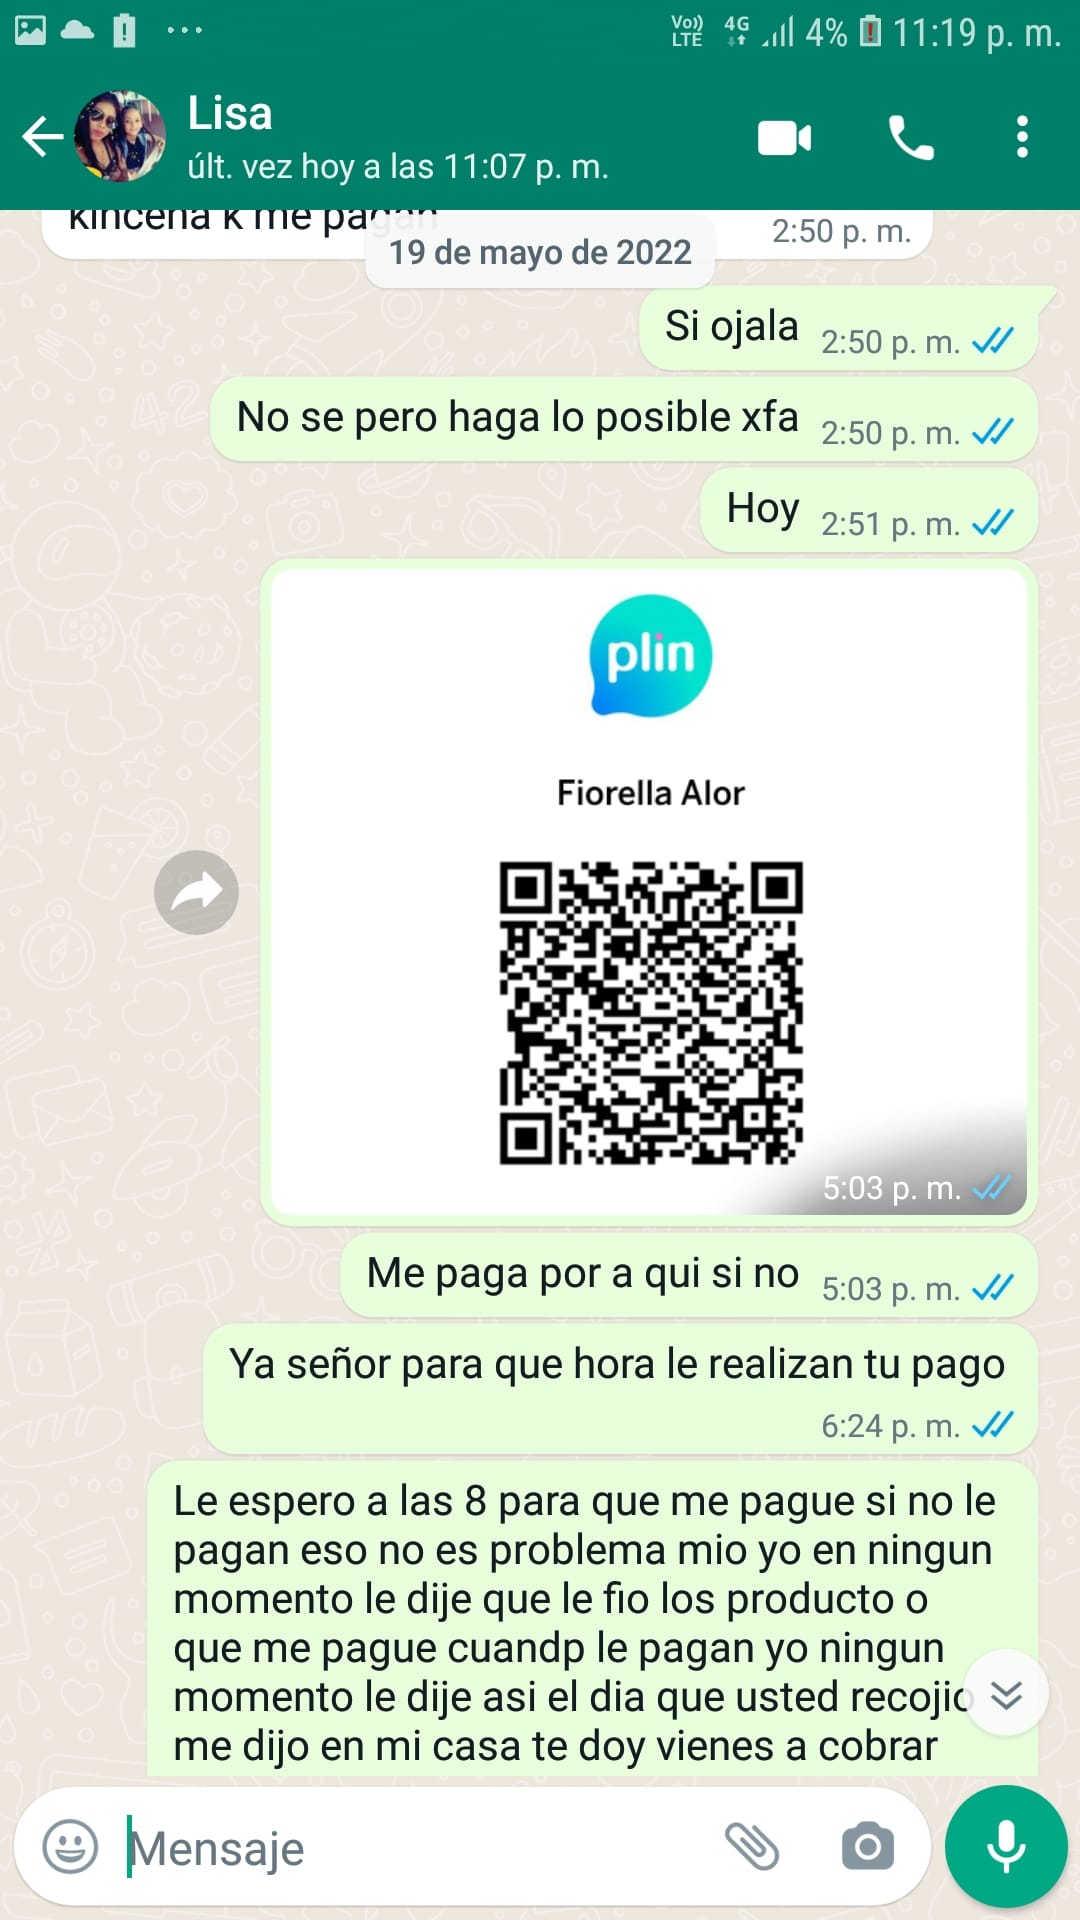 Vo)) LTE 4G 4% 11:19 p. m.
Lisa
últ. vez hoy a las 11:07 p. m.
kincena k me pagan
2:50 p. m.
19 de mayo de 2022
Si ojala 2:50 p. m.
No se pero haga lo posible xfa 2:50 p. m.
Hoy 2:51 p. m.
plin
Fiorella Alor
5:03 p. m.
Me paga por a qui si no 5:03 p. m.
Ya señor para que hora le realizan tu pago
6:24 p. m.
Le espero a las 8 para que me pague si no le
pagan eso no es problema mio yo en ningun
momento le dije que le fio los producto o
que me pague cuandp le pagan yo ningun
momento le dije asi el dia que usted recojio
me dijo en mi casa te doy vienes a cobrar
Mensaje